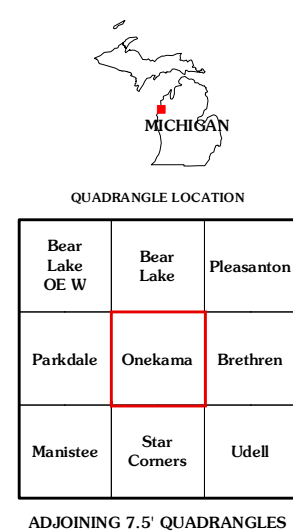 MICHIGAN
QUADRANGLE LOCATION
Bear
Lake
OE W
Bear
Lake
Pleasanton
Parkdale
Onekama
Brethren
Manistee
Star
Corners
Udell
ADJOINING 7.5' QUADRANGLES